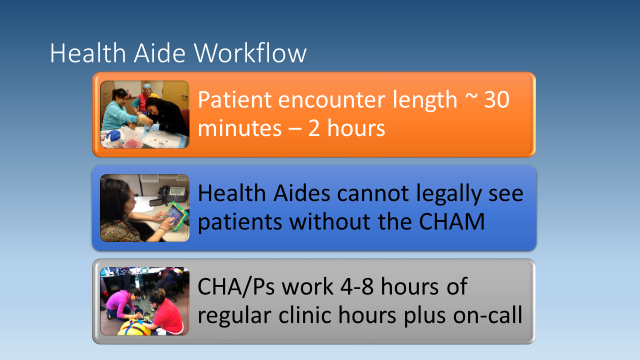 Health Aide Workflow
Patient encounter length ~ 30
minutes – 2 hours
Health Aides cannot legally see
patients without the CHAM
CHA/Ps work 4-8 hours of
regular clinic hours plus on-call